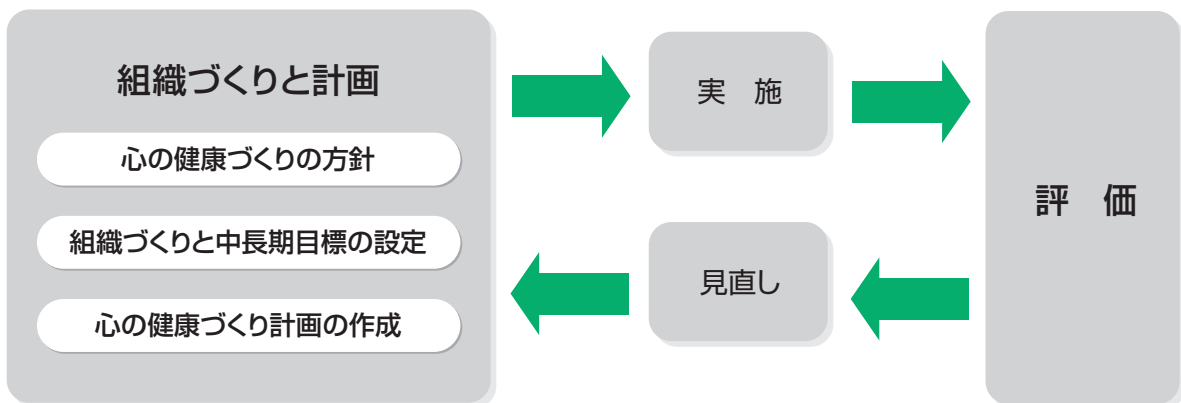 組織づくりと計画
心の健康づくりの方針
組織づくりと中長期目標の設定
心の健康づくり計画の作成
実　施
評　価
見直し